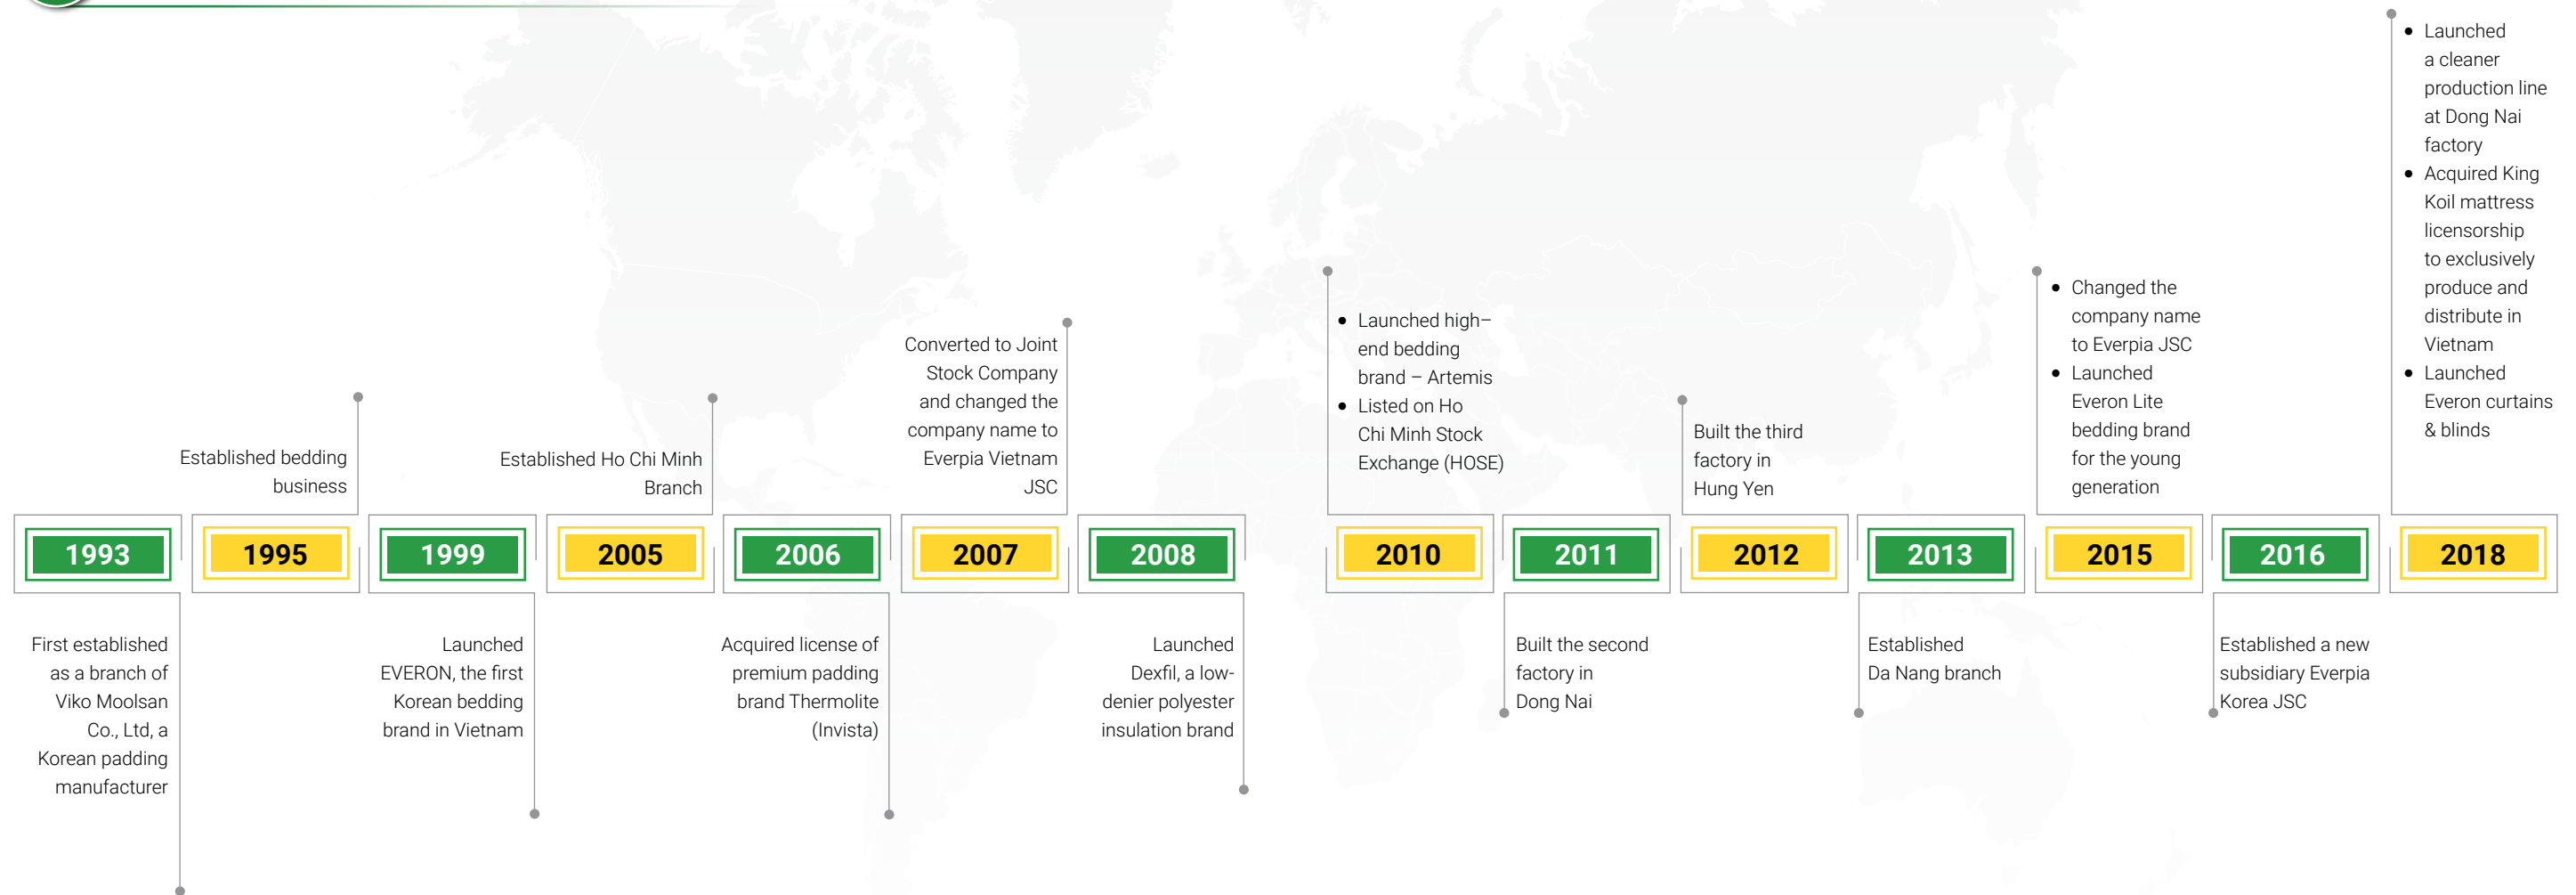 1993
First established
as a branch of
Viko Moolsan
Co., Ltd, a
Korean padding
manufacturer
Established bedding
business
1995
1999
Launched
EVERON, the first
Korean bedding
brand in Vietnam
Established Ho Chi Minh
Branch
2005
2006
Acquired license of
premium padding
brand Thermolite
(Invista)
Converted to Joint
Stock Company
and changed the
company name to
Everpia Vietnam
JSC
2007
2008
Launched
Dexfil, a low-
denier polyester
insulation brand
• Launched high–
end bedding
brand – Artemis
• Listed on Ho
Chi Minh Stock
Exchange (HOSE)
2010
2011
Built the second
factory in
Dong Nai
Built the third
factory in
Hung Yen
2012
2013
Established
Da Nang branch
• Changed the
company name
to Everpia JSC
• Launched
Everon Lite
bedding brand
for the young
generation
2015
2016
Established a new
subsidiary Everpia
Korea JSC
• Launched
a cleaner
production line
at Dong Nai
factory
• Acquired King
Koil mattress
licensorship
to exclusively
produce and
distribute in
Vietnam
• Launched
Everon curtains
& blinds
2018